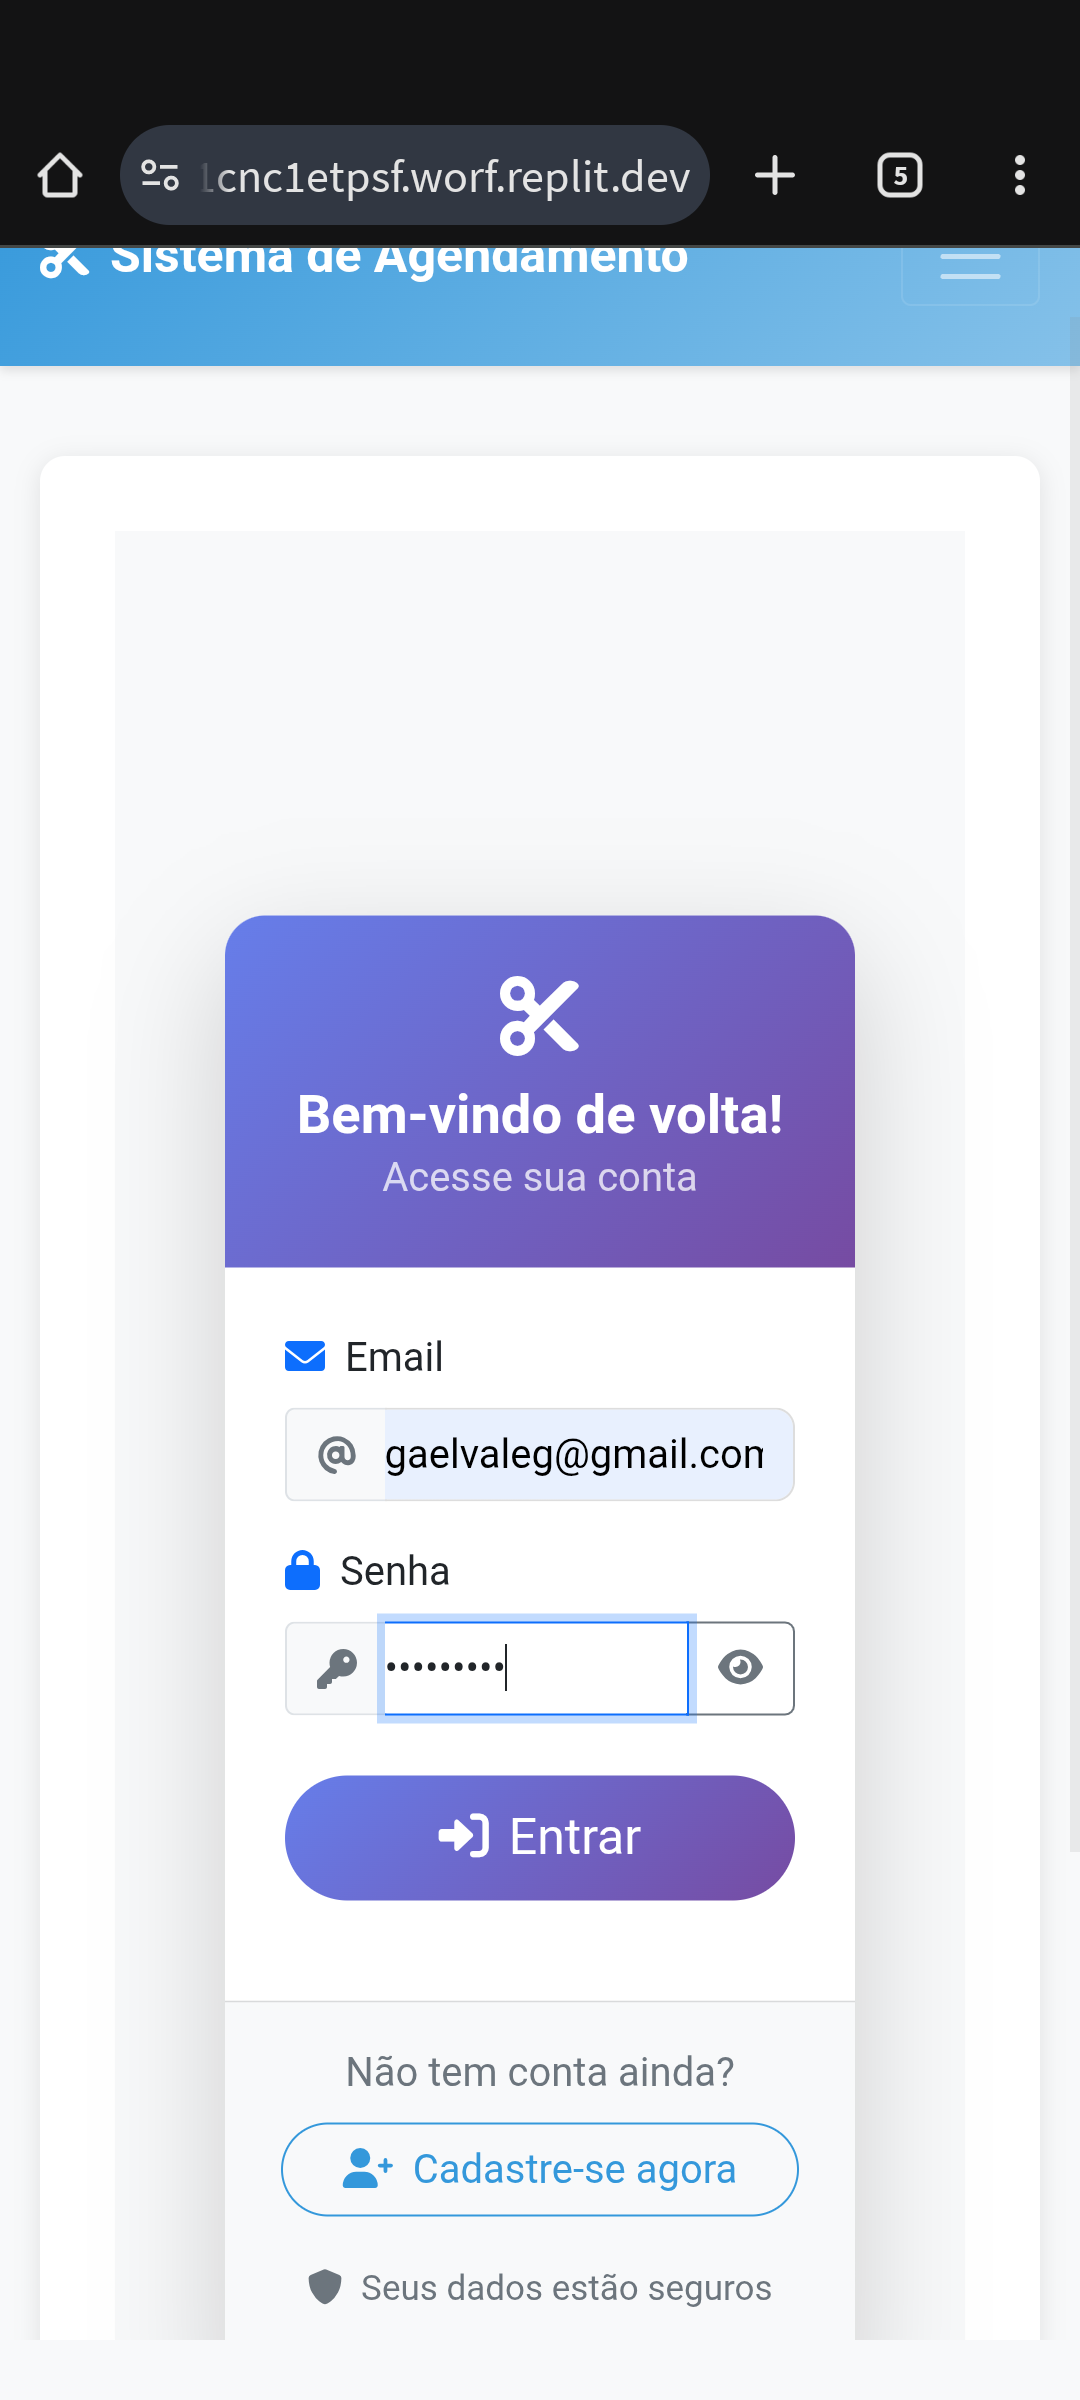 1cnc1etpsf.worf.replit.dev
5
Sistema de Agendamento
Bem-vindo de volta!
Acesse sua conta
Email
@
gaelvaleg@gmail.com
Senha
•••••••••
Entrar
Não tem conta ainda?
Cadastre-se agora
Seus dados estão seguros